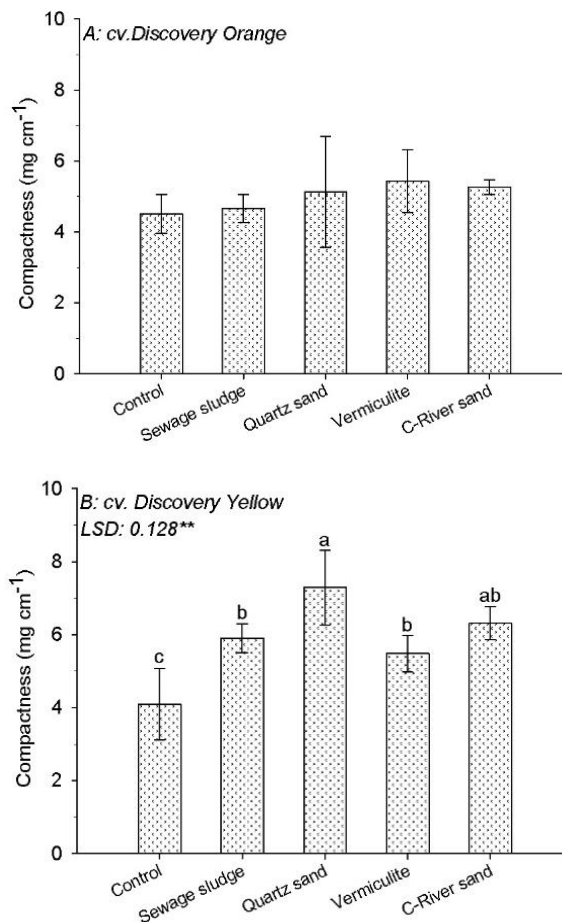 A: cv.Discovery Orange
Compactness (mg cm⁻¹)
10
8
6
4
2
0
Control
Sewage sludge
Quartz sand
Vermiculite
C-River sand
B: cv. Discovery Yellow
LSD: 0.128**
Compactness (mg cm⁻¹)
10
8
6
4
2
0
c
b
a
b
ab
Control
Sewage sludge
Quartz sand
Vermiculite
C-River sand